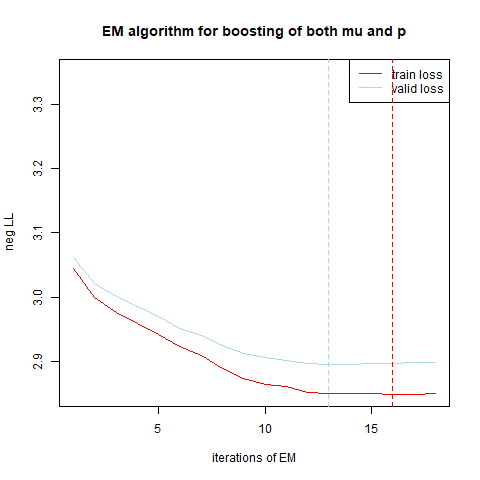 EM algorithm for boosting of both mu and p
train loss
valid loss
3.3
3.2
3.1
3.0
2.9
neg LL
5
10
15
iterations of EM